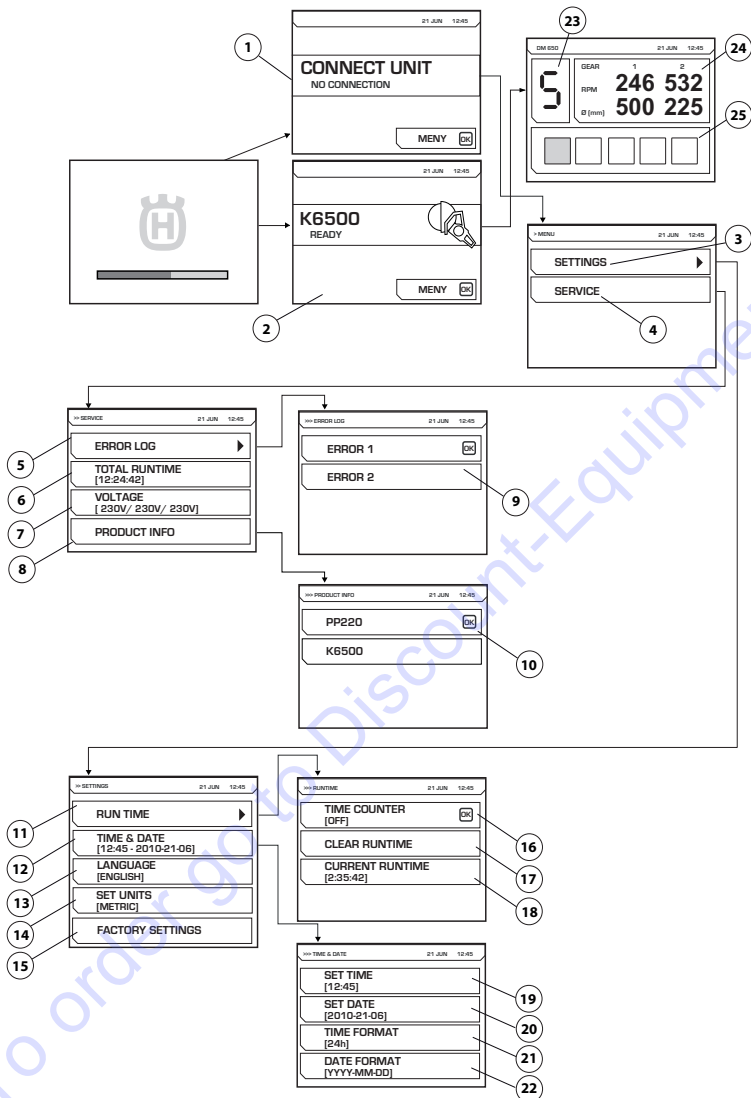 21 JUN 12:45
CONNECT UNIT
NO CONNECTION
MENY OK
1
H
21 JUN 12:45
K6500
READY
MENY OK
2
23
DM 650 21 JUN 12:45
5
GEAR 1 2
RPM 246 532
Ø [mm] 500 225
24
25
> MENU 21 JUN 12:45
SETTINGS
SERVICE
3
4
>> SERVICE 21 JUN 12:45
ERROR LOG
TOTAL RUNTIME
[12:24:42]
VOLTAGE
[ 230V/ 230V/ 230V]
PRODUCT INFO
5
6
7
8
>>> ERROR LOG 21 JUN 12:45
ERROR 1 OK
ERROR 2
9
>>> PRODUCT INFO 21 JUN 12:45
PP220 OK
K6500
10
>> SETTINGS 21 JUN 12:45
RUN TIME
TIME & DATE
[12:45 - 2010-21-06]
LANGUAGE
[ENGLISH]
SET UNITS
[METRIC]
FACTORY SETTINGS
11
12
13
14
15
>>> RUNTIME 21 JUN 12:45
TIME COUNTER OK
[OFF]
CLEAR RUNTIME
CURRENT RUNTIME
[2:35:42]
16
17
18
>>> TIME & DATE 21 JUN 12:45
SET TIME
[12:45]
SET DATE
[2010-21-06]
TIME FORMAT
[24h]
DATE FORMAT
[YYYY-MM-DD]
19
20
21
22
To order go to Discount-Equipmen